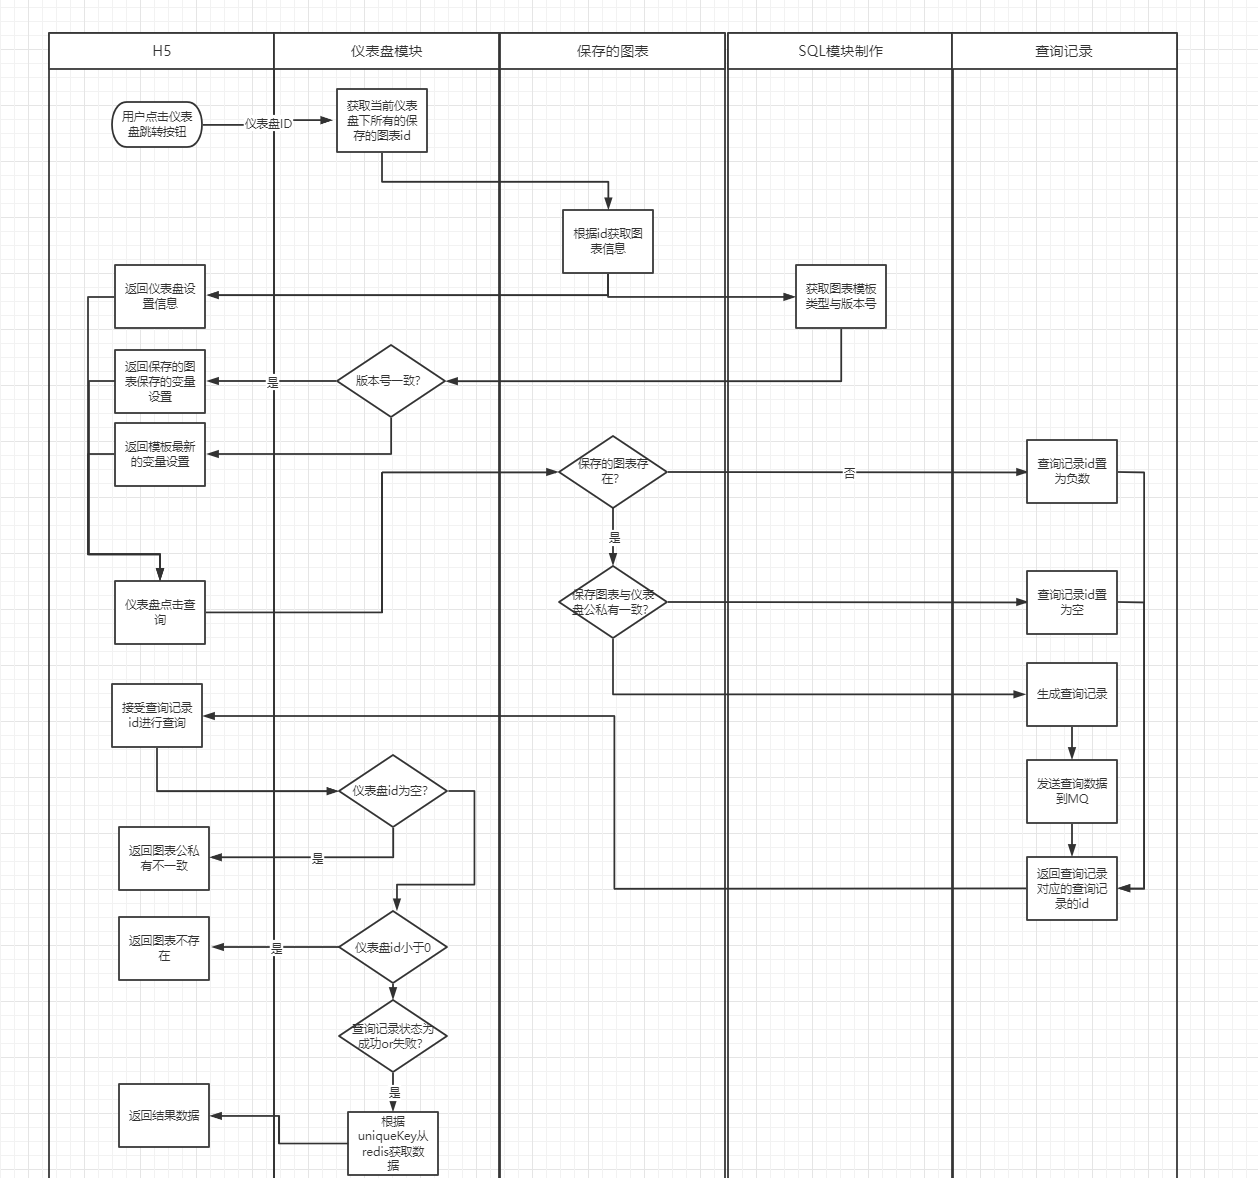 H5
仪表盘模块
保存的图表
SQL模块制作
查询记录
用户点击仪表
盘跳转按钮
仪表盘ID
获取当前仪表
盘下所有的保
存的图表id
根据id获取图
表信息
返回仪表盘设
置信息
获取图表模板
类型与版本号
返回保存的图
表保存的变量
设置
是
版本号一致?
返回模板最新
的变量设置
保存的图表存
在?
否
查询记录id置
为负数
是
仪表盘点击查
询
保存图表与仪表
盘公私有一致?
查询记录id置
为空
生成查询记录
接受查询记录
id进行查询
仪表盘id为空?
发送查询数据
到MQ
返回图表公私
有不一致
是
返回查询记录
对应的查询记
录的id
返回图表不存
在
是
仪表盘id小于0
查询记录状态为
成功or失败?
是
返回结果数据
根据
uniqueKey从
redis获取数
据